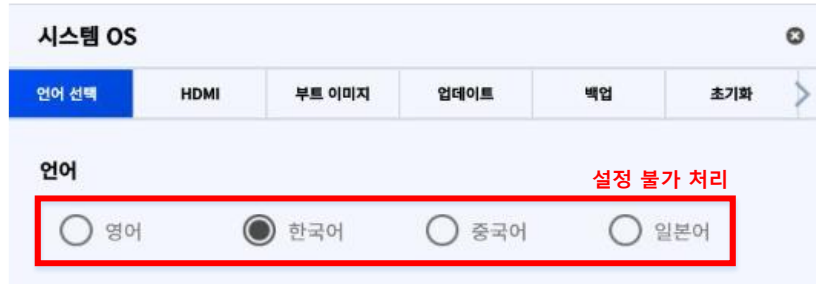 시스템 OS
언어 선택 HDMI 부트 이미지 업데이트 백업 초기화
언어
설정 불가 처리
영어 한국어 중국어 일본어